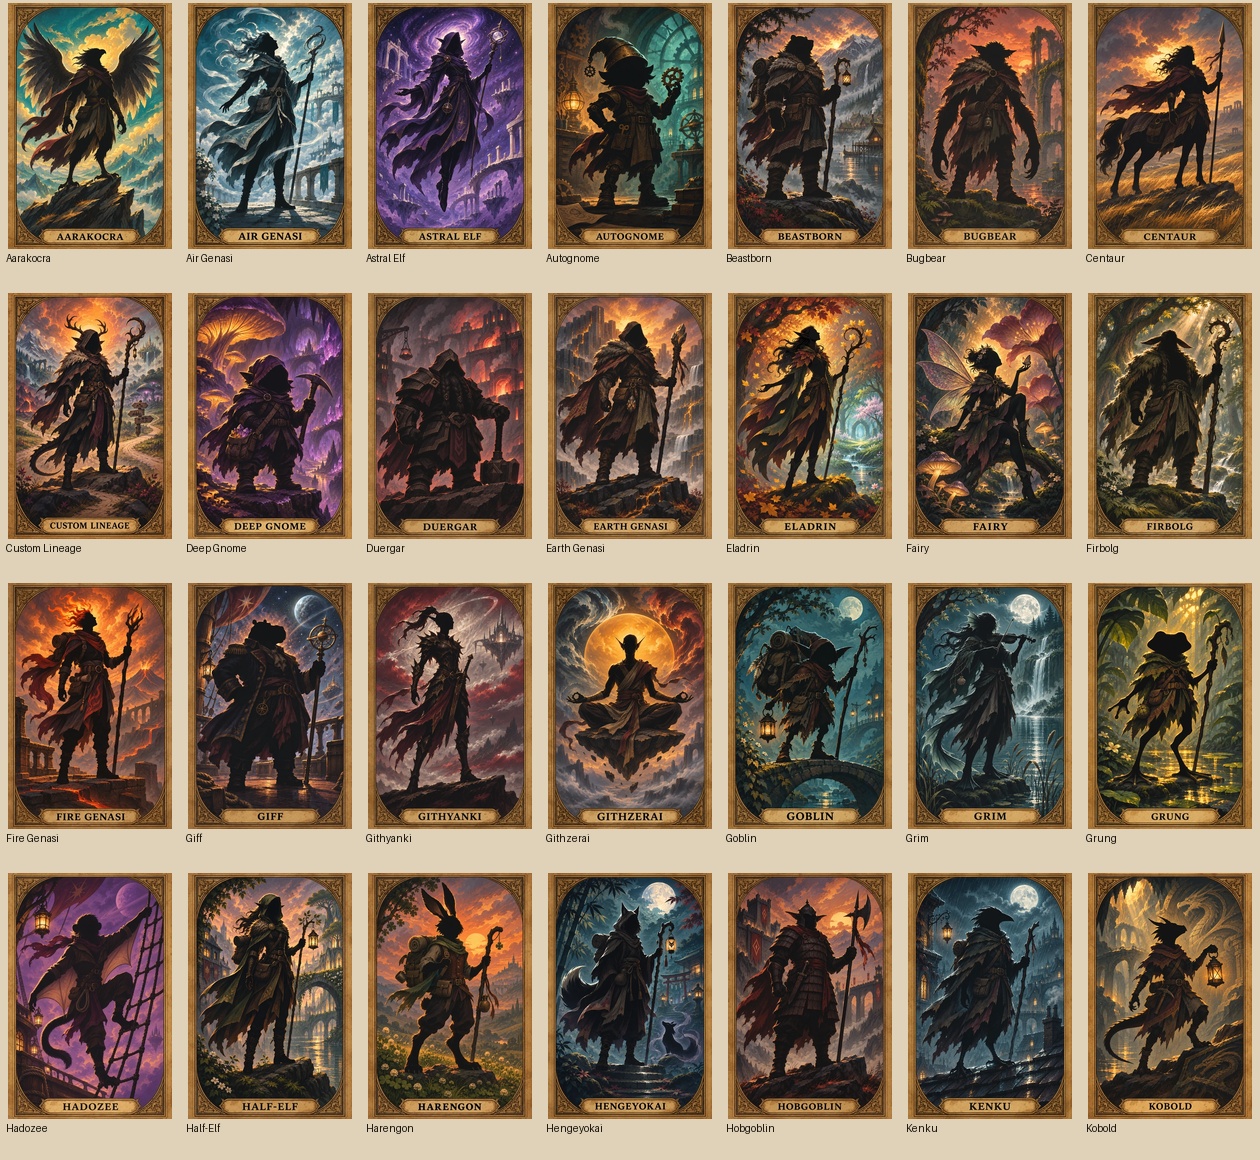 AARAKOCRA
AIR GENASI
ASTRAL ELF
AUTOGNOME
BEASTBORN
BUGBEAR
CENTAUR
Aarakocra
Air Genasi
Astral Elf
Autognome
Beastborn
Bugbear
Centaur
CUSTOM LINEAGE
DEEP GNOME
DUERGAR
EARTH GENASI
ELADRIN
FAIRY
FIRBOLG
Custom Lineage
Deep Gnome
Duergar
Earth Genasi
Eladrin
Fairy
Firbolg
FIRE GENASI
GIFF
GITHYANKI
GITHZERAI
GOBLIN
GRIM
GRUNG
Fire Genasi
Giff
Githyanki
Githzerai
Goblin
Grim
Grung
HADOZEE
HALF-ELF
HARENGON
HENGEYOKAI
HOBGOBLIN
KENKU
KOBOLD
Hadozee
Half-Elf
Harengon
Hengeyokai
Hobgoblin
Kenku
Kobold